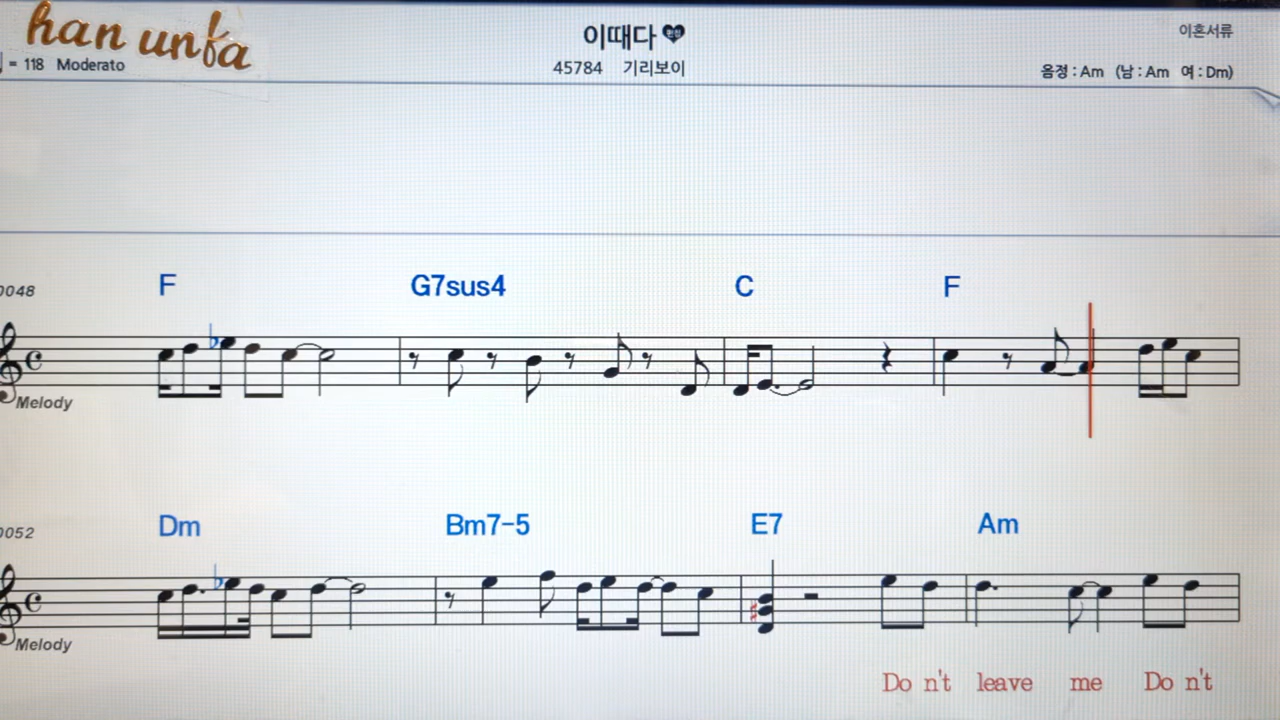 han unfa
이때다
이혼서류
= 118 Moderato
45784 기리보이
음정 : Am (남 : Am 여 : Dm)
0048
F G7sus4 C F
Melody
0052
Dm Bm7-5 E7 Am
Melody
Do n't leave me Do n't